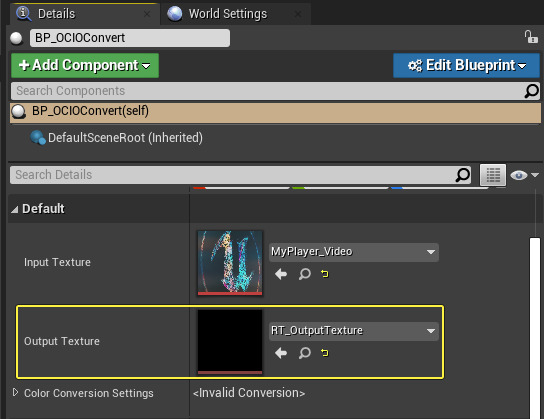 Details
World Settings
BP_OCIOConvert
+ Add Component
Edit Blueprint
Search Components
BP_OCIOConvert(self)
DefaultSceneRoot (Inherited)
Search Details
Default
Input Texture
MyPlayer_Video
Output Texture
RT_OutputTexture
Color Conversion Settings
<Invalid Conversion>